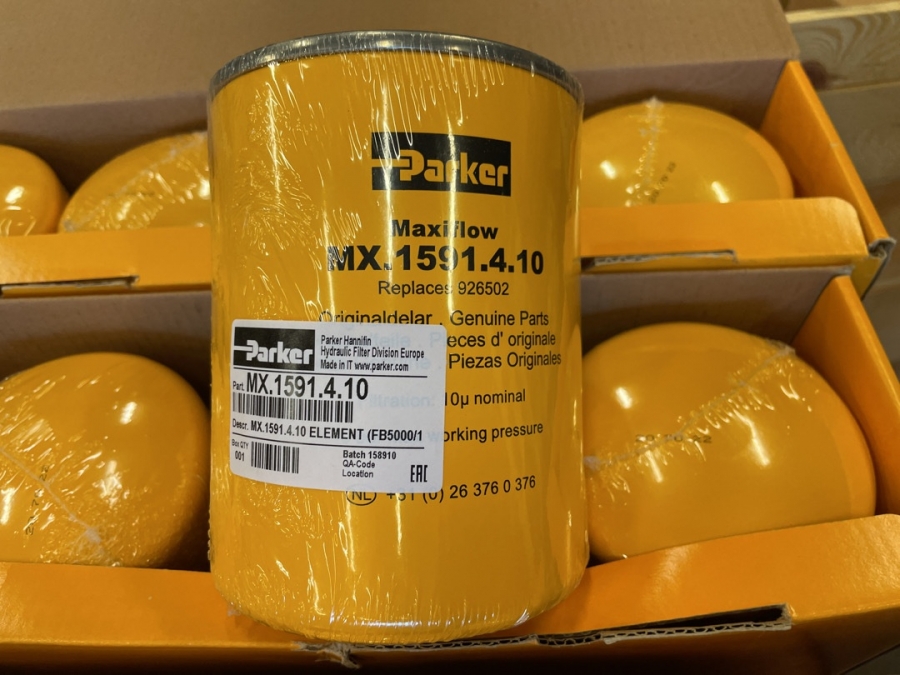 Parker
Maxiflow
MX.1591.4.10
Replaces 926502
Originaldelar . Genuine Parts
Pieces d' originale
; Piezas Originales
Filtration: 10µ nominal
working pressure
NL +31 (0) 26 376 0 376
Parker
Parker Hannifin
Hydraulic Filter Division Europe
Made in IT www.parker.com
Part. MX.1591.4.10
Descr. MX.1591.4.10 ELEMENT (FB5000/1
Box QTY
001
Batch 158910
QA-Code
Location
EAC